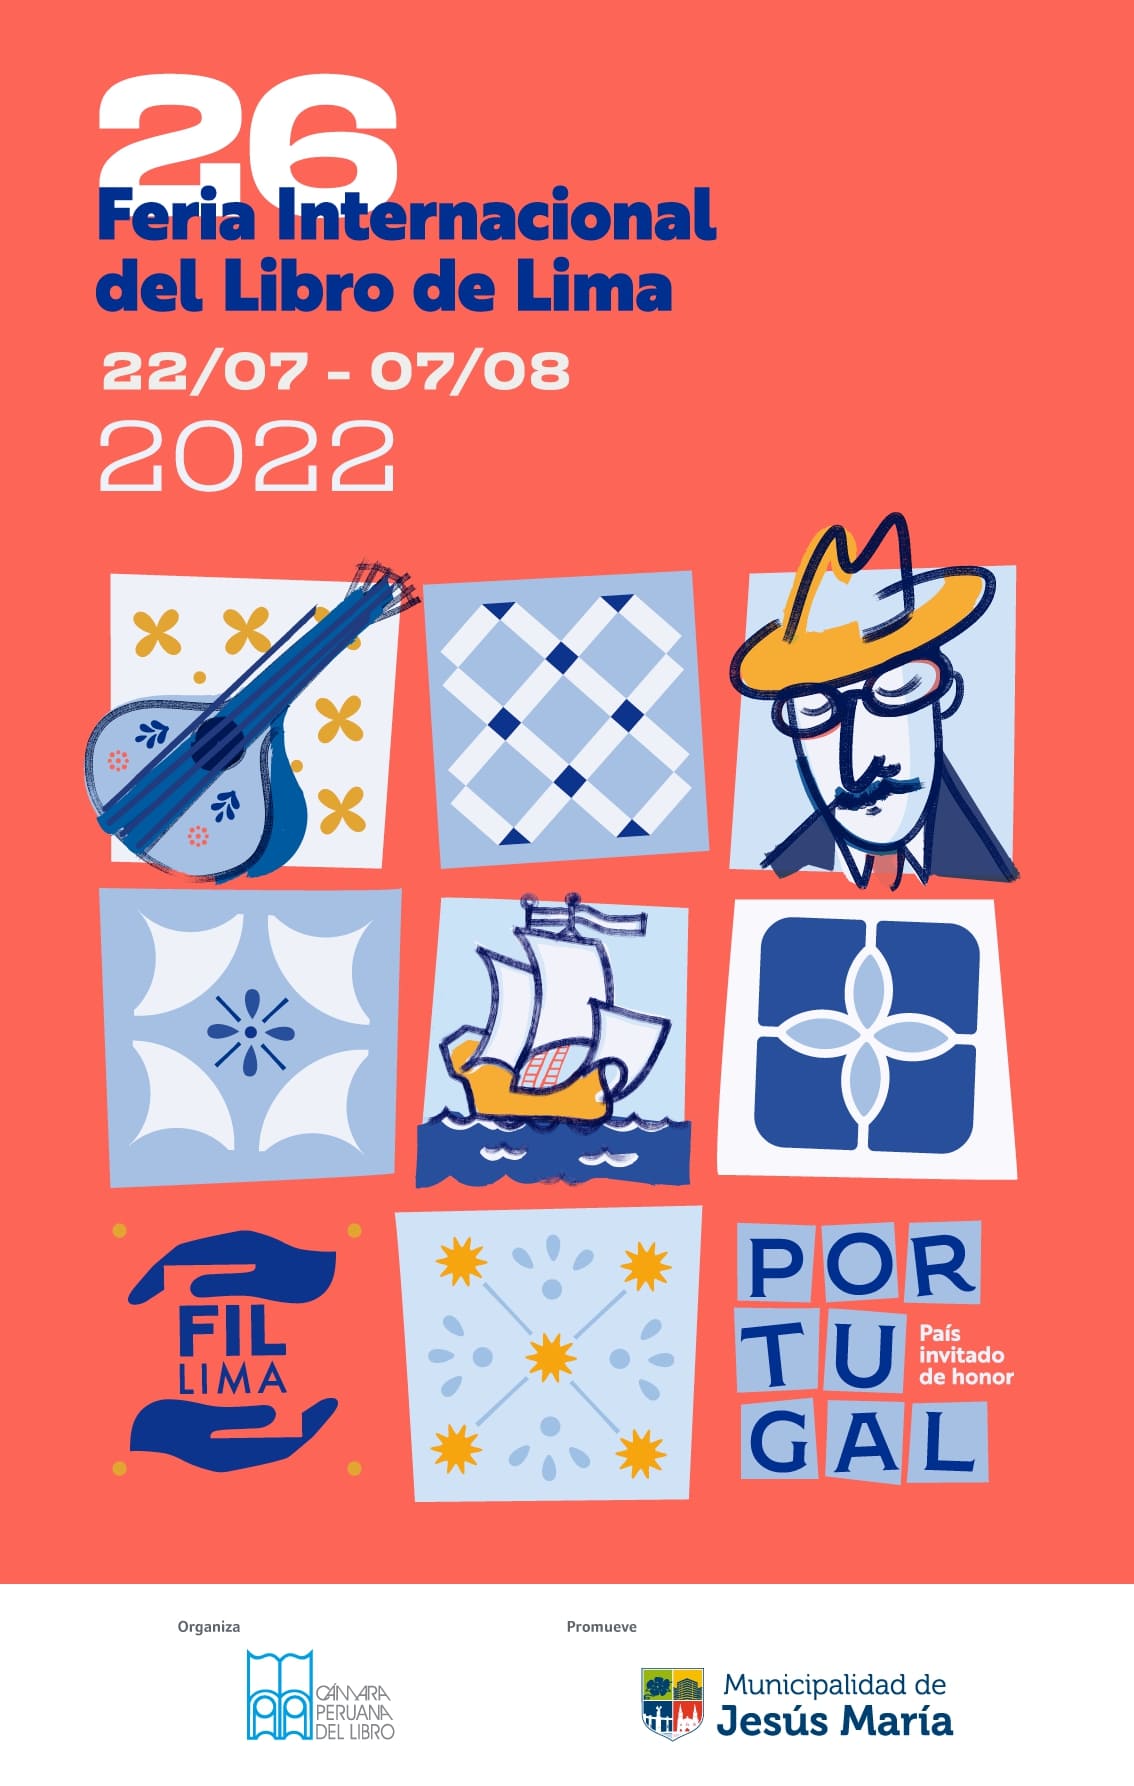 26
Feria Internacional
del Libro de Lima
22/07 - 07/08
2022
FIL
LIMA
POR
TU
GAL
País
invitado
de honor
Organiza
CÁMARA
PERUANA
DEL LIBRO
Promueve
Municipalidad de
Jesús María